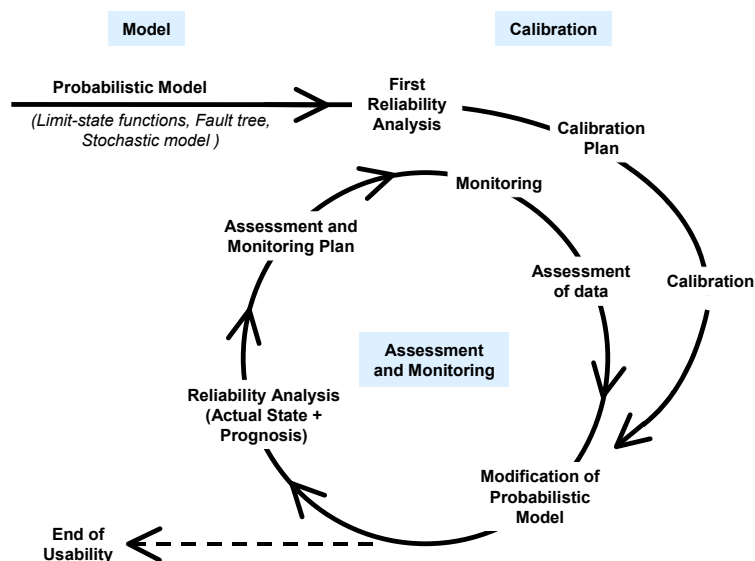 Model
Calibration
Probabilistic Model
(Limit-state functions, Fault tree,
Stochastic model )
First
Reliability
Analysis
Calibration
Plan
Monitoring
Assessment and
Monitoring Plan
Assessment
of data
Calibration
Assessment
and Monitoring
Reliability Analysis
(Actual State +
Prognosis)
Modification of
Probabilistic
Model
End of
Usability